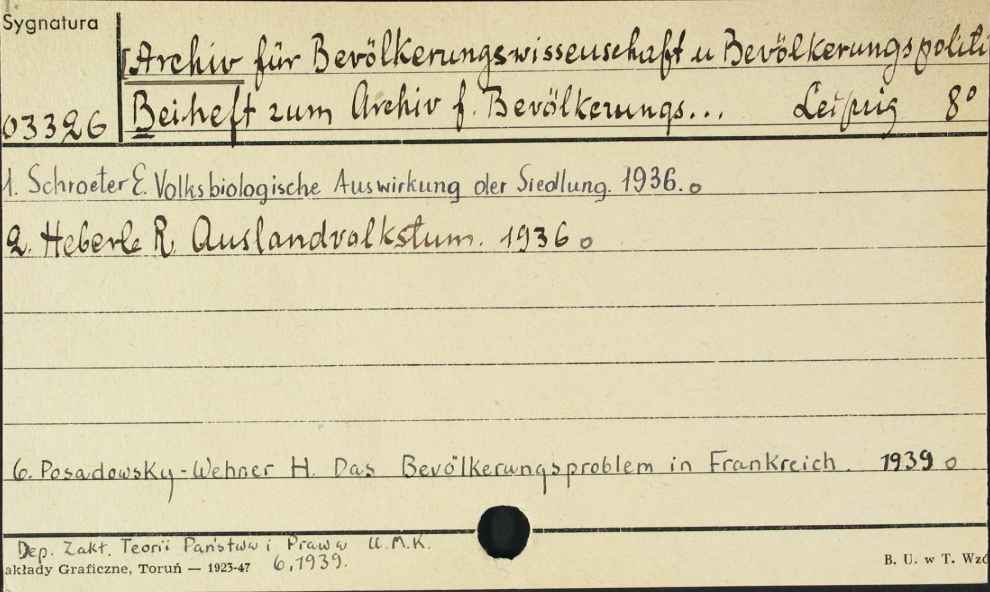 Sygnatura
[Archiv für Bevölkerungswissenschaft u Bevölkerungspoliti
03326
Beiheft zum Archiv f. Bevölkerungs... Leipzig 8°
1. Schroeter E. Volksbiologische Auswirkung der Siedlung. 1936. o
2. Heberle R. Auslandvolkstum. 1936 o
6. Posadowsky-Wehner H. Das Bevölkerungsproblem in Frankreich. 1939 o
Dep. Zakł. Teorii Państwa i Prawa U.M.K.
akłady Graficzne, Toruń — 1923-47 6,1939. B. U. w T. Wzó